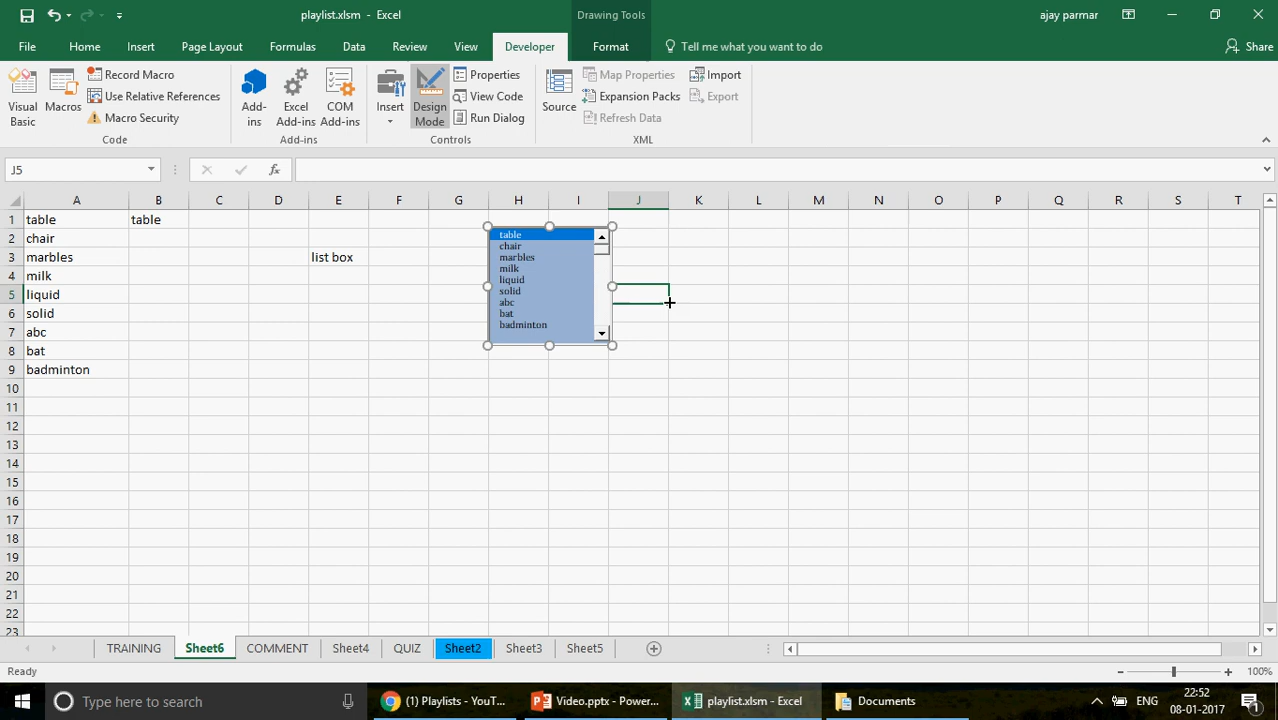 playlist.xlsm - Excel
Drawing Tools
ajay parmar
File Home Insert Page Layout Formulas Data Review View Developer Format Tell me what you want to do Share
Visual Basic
Macros
Record Macro
Use Relative References
Macro Security
Code
Add-ins
Excel Add-ins
COM Add-ins
Add-ins
Insert
Design Mode
Properties
View Code
Run Dialog
Controls
Source
Map Properties
Expansion Packs
Refresh Data
Import
Export
XML
J5 fx
A B C D E F G H I J K L M N O P Q R S T
1 table table
2 chair
3 marbles list box
4 milk
5 liquid
6 solid
7 abc
8 bat
9 badminton
10
11
12
13
14
15
16
17
18
19
20
21
22
23
table
chair
marbles
milk
liquid
solid
abc
bat
badminton
TRAINING Sheet6 COMMENT Sheet4 QUIZ Sheet2 Sheet3 Sheet5
Ready 100%
Type here to search
(1) Playlists - YouT...
Video.pptx - Power...
playlist.xlsm - Excel
Documents
ENG
22:52
08-01-2017
1